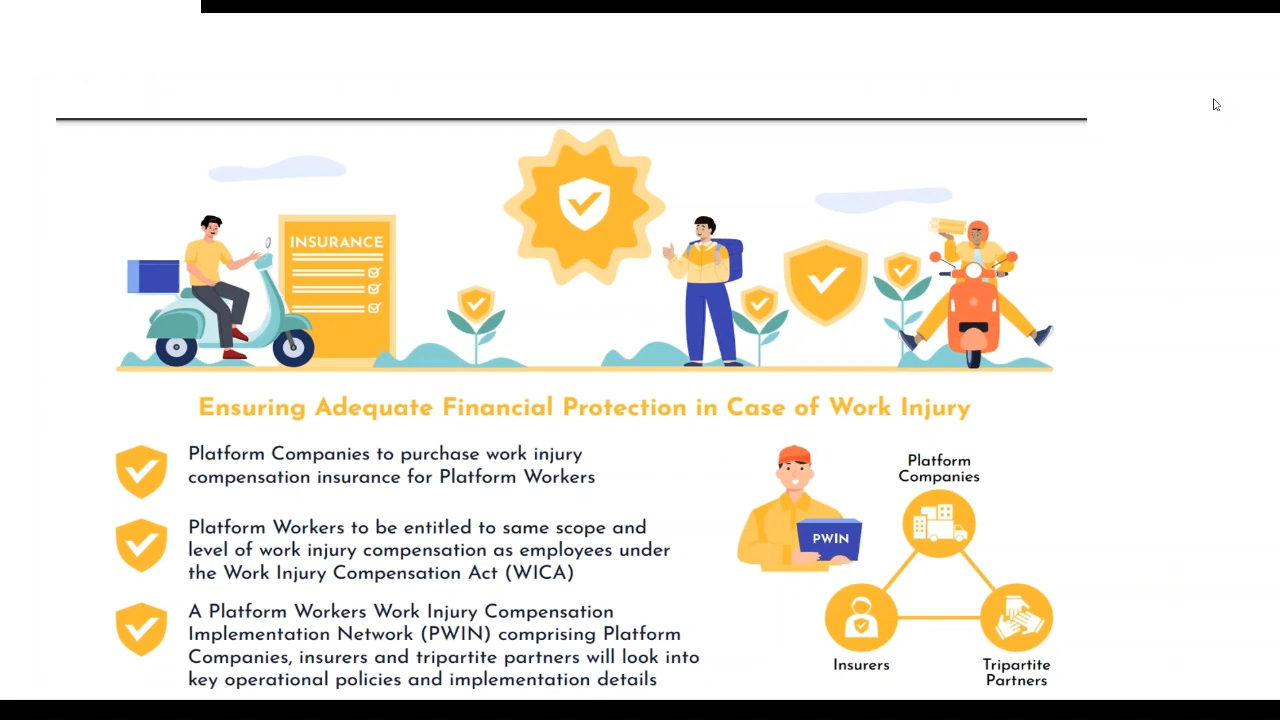 INSURANCE
Ensuring Adequate Financial Protection in Case of Work Injury
Platform Companies to purchase work injury
compensation insurance for Platform Workers
Platform Workers to be entitled to same scope and
level of work injury compensation as employees under
the Work Injury Compensation Act (WICA)
A Platform Workers Work Injury Compensation
Implementation Network (PWIN) comprising Platform
Companies, insurers and tripartite partners will look into
key operational policies and implementation details
PWIN
Platform
Companies
Insurers
Tripartite
Partners